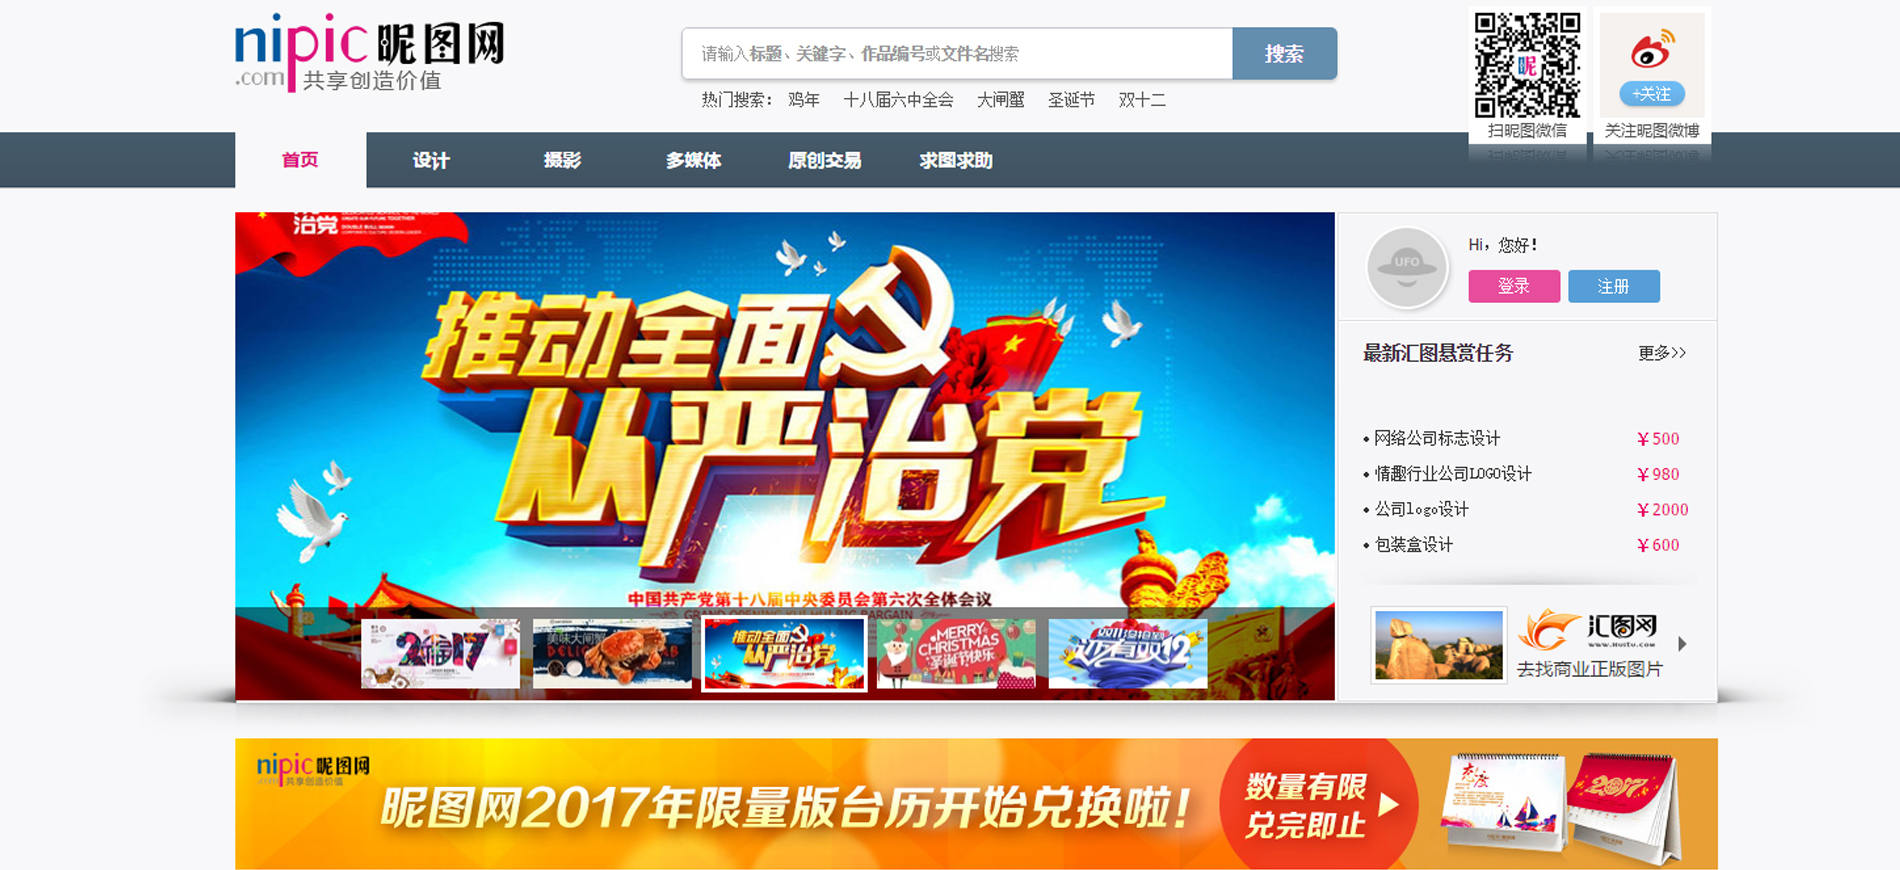 nipic 昵图网
.com 共享创造价值
请输入标题、关键字、作品编号或文件名搜索
搜索
热门搜索： 鸡年 十八届六中全会 大闸蟹 圣诞节 双十二
昵
+关注
扫昵图微信
关注昵图微博
首页 设计 摄影 多媒体 原创交易 求图求助
治党
推动全面
从严治党
中国共产党第十八届中央委员会第六次全体会议
GRAND OPENING
BARGAIN
2017
美味大闸蟹
推动全面
从严治党
MERRY
CHRISTMAS
圣诞节快乐
还有双12
UFO
Hi，您好！
登录
注册
最新汇图悬赏任务
更多>>
• 网络公司标志设计 ￥500
• 情趣行业公司LOGO设计 ￥980
• 公司logo设计 ￥2000
• 包装盒设计 ￥600
汇图网
www.Huitu.com
去找商业正版图片
nipic 昵图网
.com 共享创造价值
昵图网2017年限量版台历开始兑换啦！
数量有限
兑完即止
2017